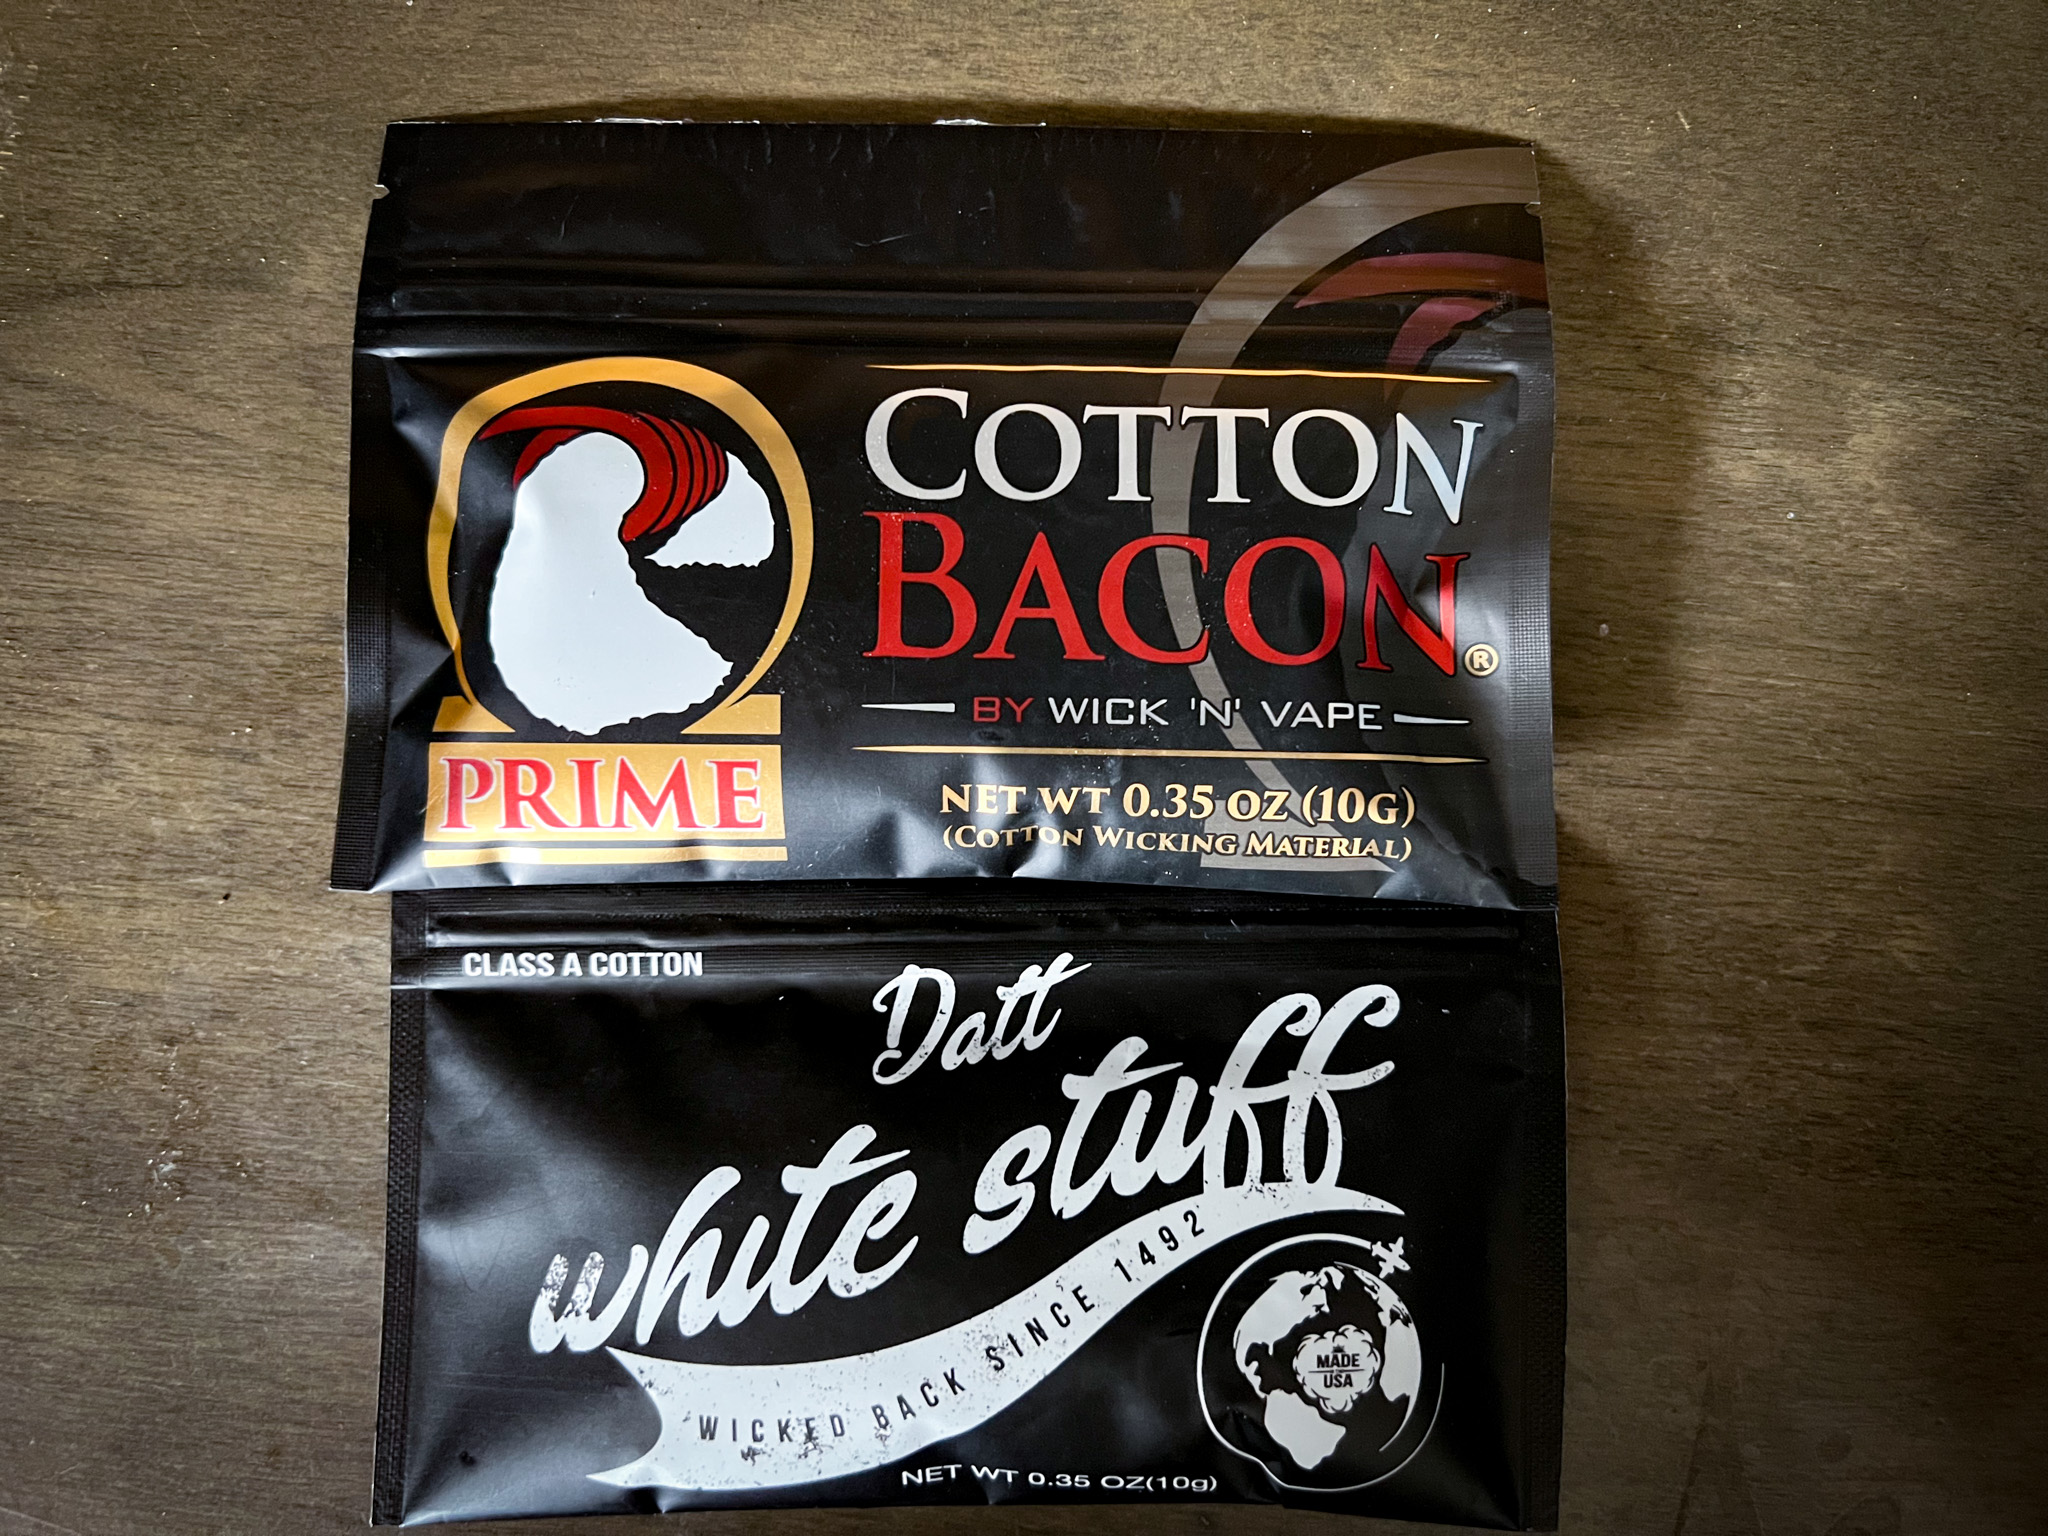 COTTON
BACON®
BY WICK 'N' VAPE
PRIME
NET WT 0.35 OZ (10G)
(COTTON WICKING MATERIAL)
CLASS A COTTON
Datt
white stuff
WICKED BACK SINCE 1492
MADE
USA
NET WT 0.35 OZ(10g)